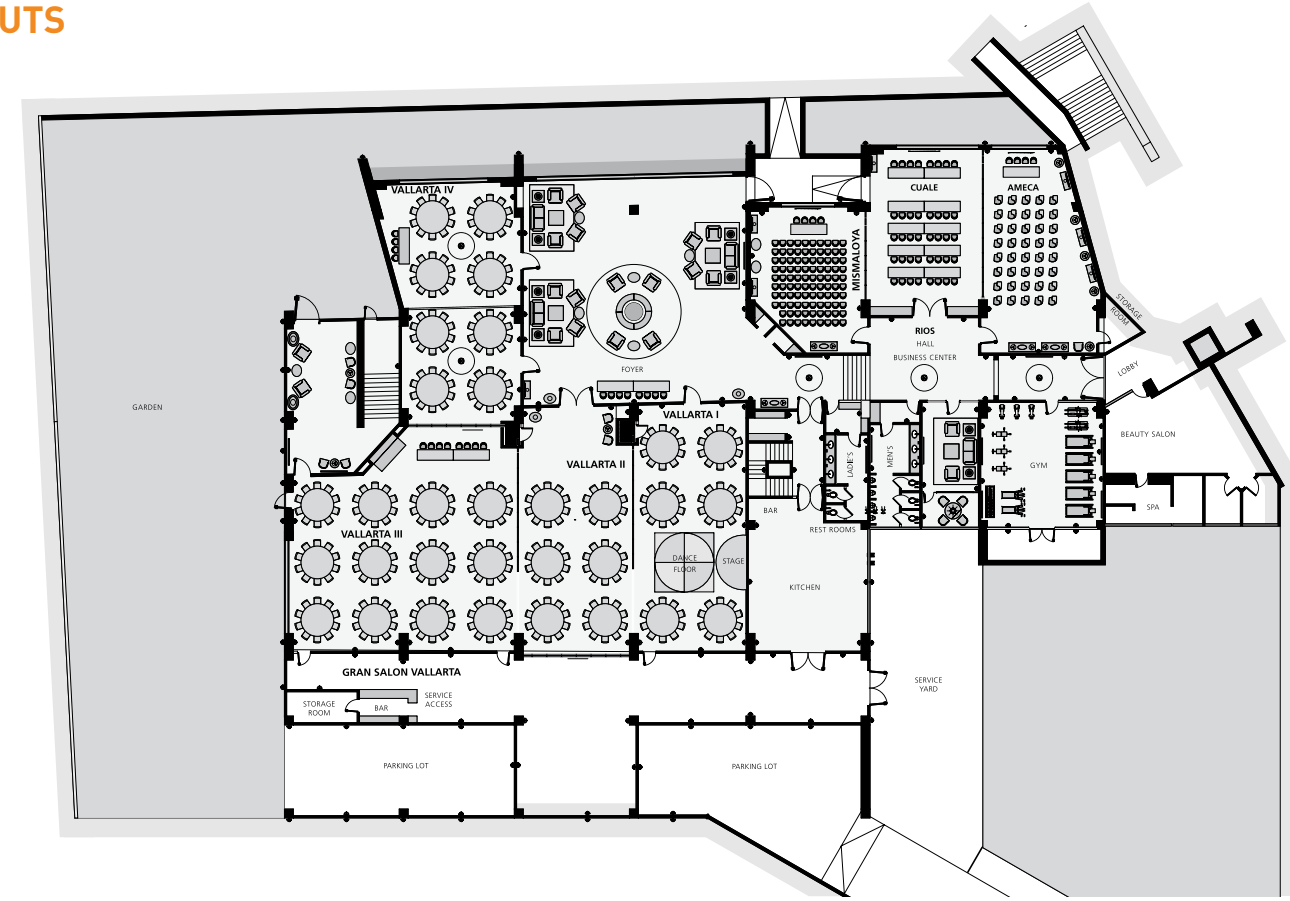 UTS
VALLARTA IV
CUALE
AMECA
MISMALOYA
STORAGE
ROOM
RIOS
HALL
BUSINESS CENTER
LOBBY
FOYER
GARDEN
VALLARTA I
BEAUTY SALON
VALLARTA II
LADIE'S
MEN'S
GYM
SPA
BAR
REST ROOMS
VALLARTA III
DANCE
FLOOR
STAGE
KITCHEN
GRAN SALON VALLARTA
SERVICE
YARD
SERVICE
ACCESS
STORAGE
ROOM
BAR
PARKING LOT
PARKING LOT